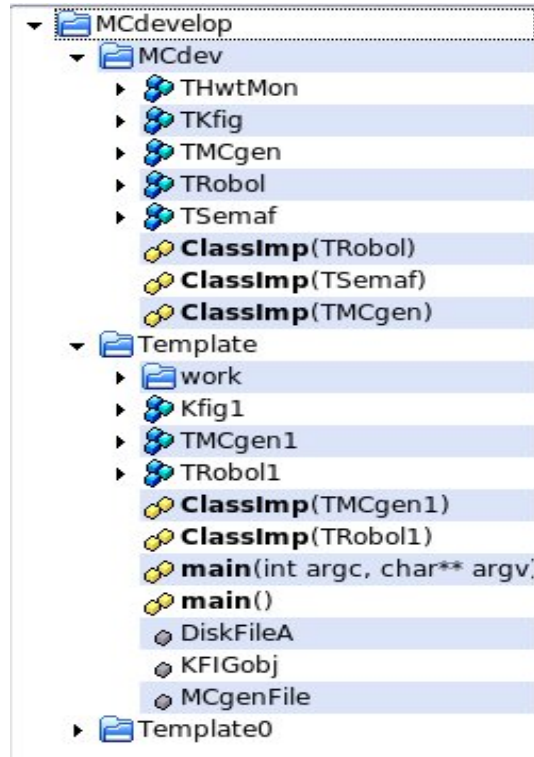 MCdevelop
MCdev
THwtMon
TKfig
TMCgen
TRobol
TSemaf
ClassImp(TRobol)
ClassImp(TSemaf)
ClassImp(TMCgen)
Template
work
Kfig1
TMCgen1
TRobol1
ClassImp(TMCgen1)
ClassImp(TRobol1)
main(int argc, char** argv)
main()
DiskFileA
KFIGobj
MCgenFile
Template0